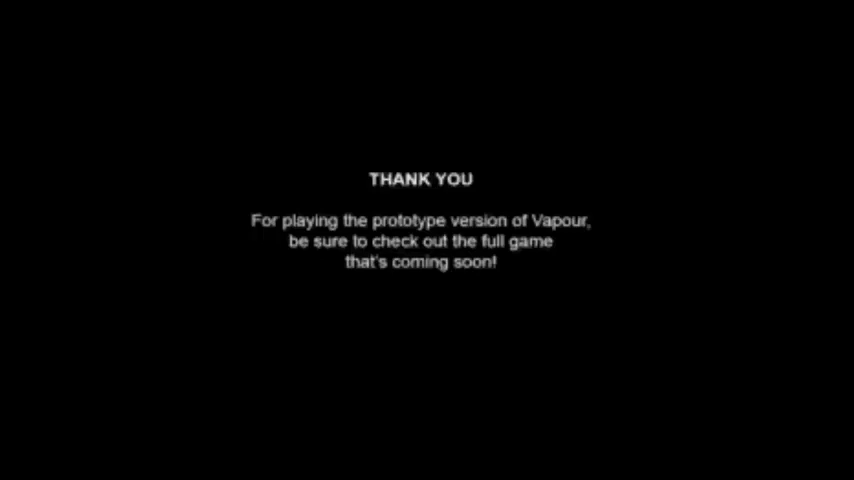 THANK YOU
For playing the prototype version of Vapour,
be sure to check out the full game
that's coming soon!